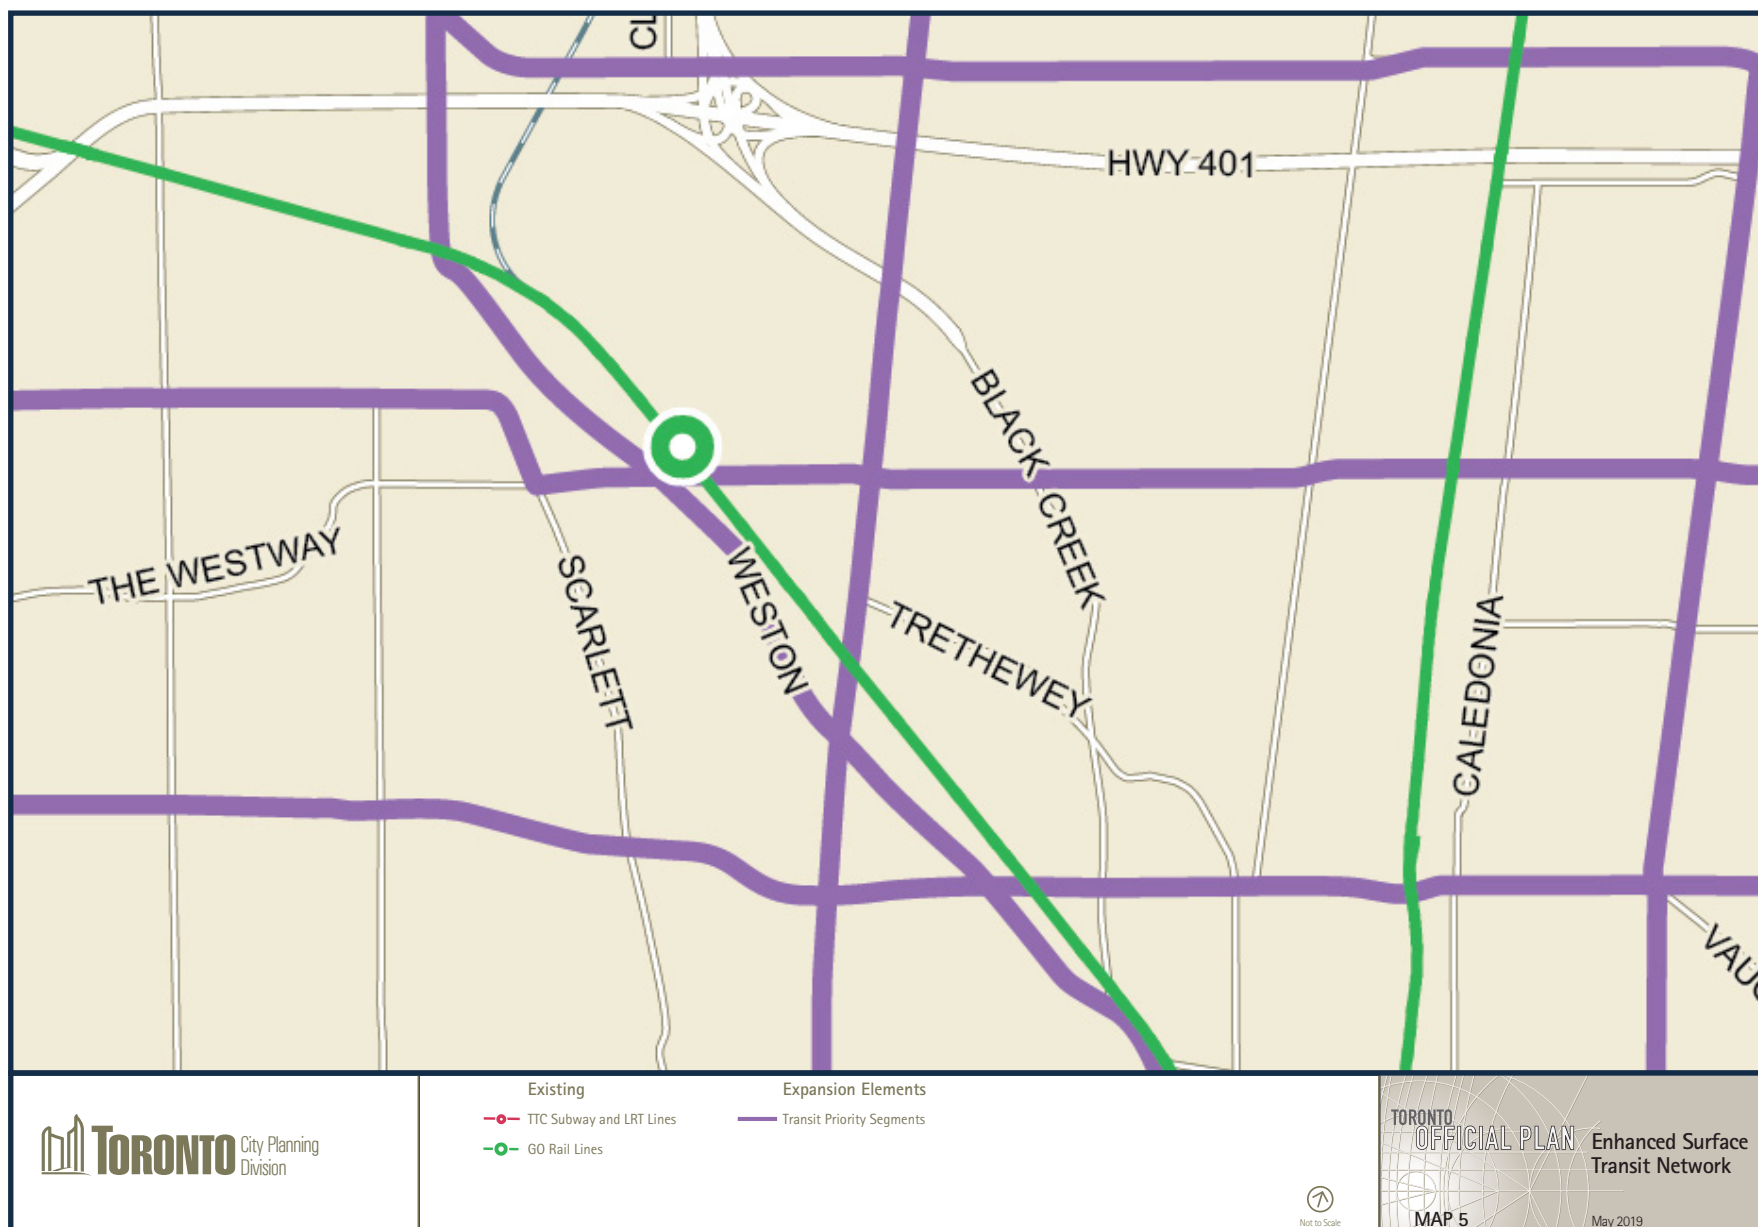 CL
HWY 401
BLACK CREEK
THE WESTWAY
SCARLETT
WESTON
TRETHEWEY
CALEDONIA
VAUG
TORONTO
City Planning
Division
Existing
TTC Subway and LRT Lines
GO Rail Lines
Expansion Elements
Transit Priority Segments
Not to Scale
TORONTO
OFFICIAL PLAN
Enhanced Surface
Transit Network
MAP 5
May 2019